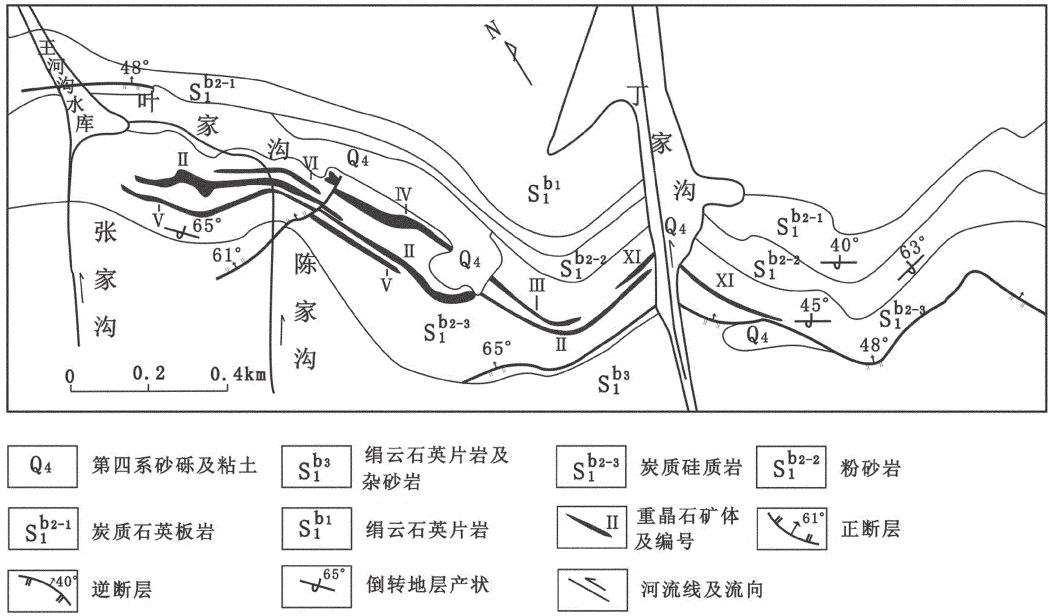 N
王河沟水库
48°
S₁ᵇ²⁻¹
叶家沟
Q₄
丁家沟
S₁ᵇ¹
II
VI
IV
V
65°
61°
张家沟
陈家沟
II
V
Q₄
III
II
S₁ᵇ²⁻²
XI
Q₄
S₁ᵇ²⁻³
65°
S₁ᵇ³
S₁ᵇ²⁻¹
40°
63°
S₁ᵇ²⁻²
XI
45°
S₁ᵇ²⁻³
Q₄
48°
0 0.2 0.4km
Q₄ 第四系砂砾及粘土
S₁ᵇ³ 绢云石英片岩及
杂砂岩
S₁ᵇ²⁻³ 炭质硅质岩
S₁ᵇ²⁻² 粉砂岩
S₁ᵇ²⁻¹ 炭质石英板岩
S₁ᵇ¹ 绢云石英片岩
II 重晶石矿体
及编号
61° 正断层
40° 逆断层
65° 倒转地层产状
河流线及流向